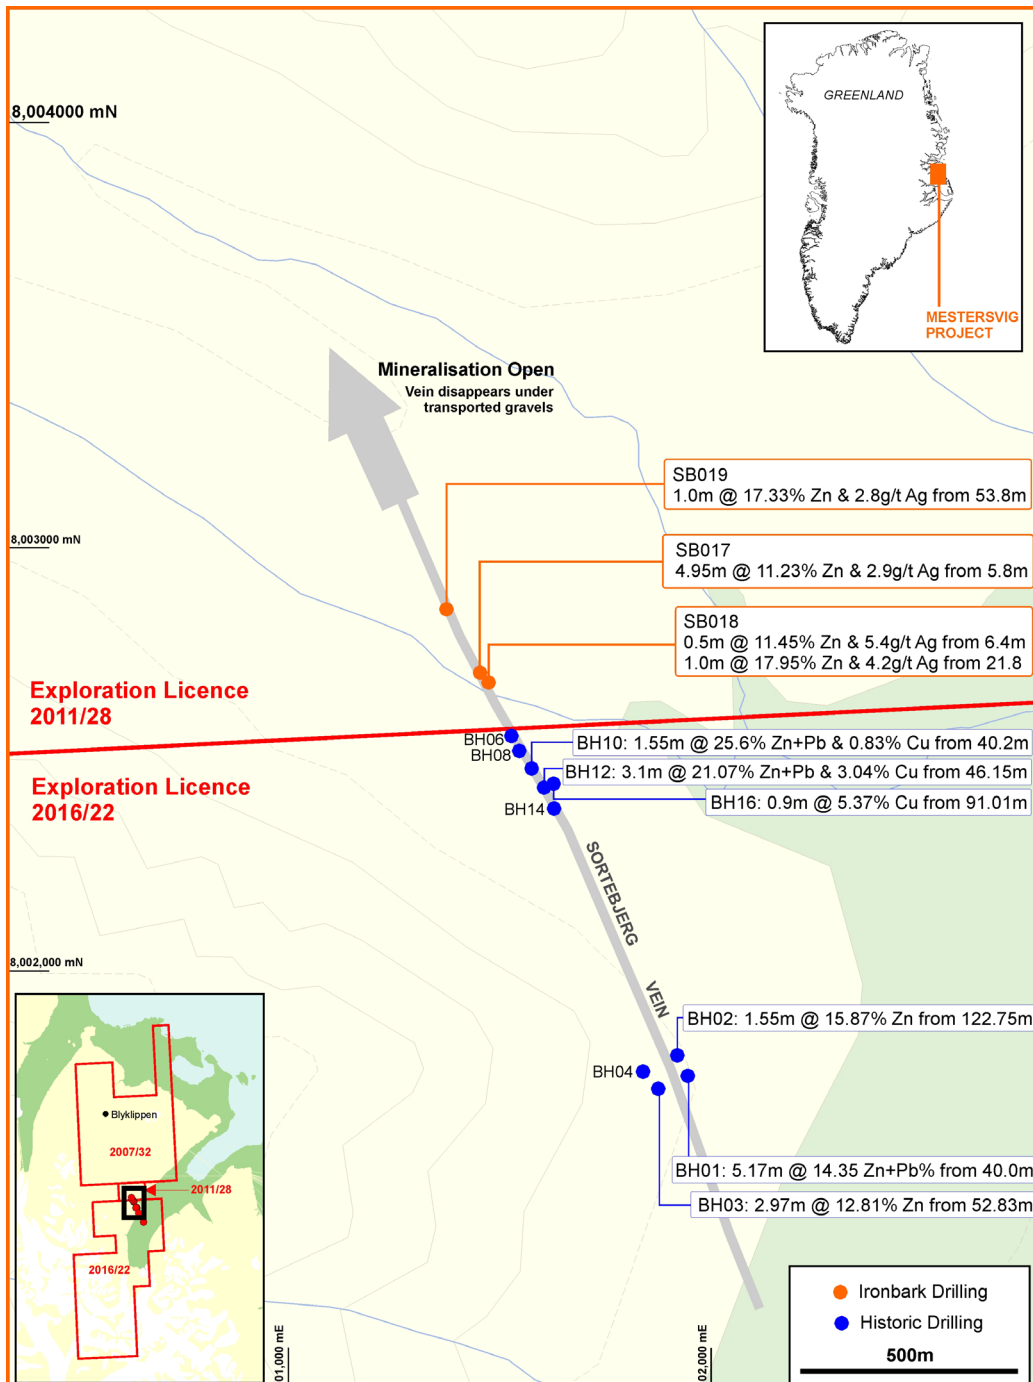 8,004000 mN
GREENLAND
MESTERSVIG
PROJECT
Mineralisation Open
Vein disappears under
transported gravels
SB019
1.0m @ 17.33% Zn & 2.8g/t Ag from 53.8m
8,003000 mN
SB017
4.95m @ 11.23% Zn & 2.9g/t Ag from 5.8m
SB018
0.5m @ 11.45% Zn & 5.4g/t Ag from 6.4m
1.0m @ 17.95% Zn & 4.2g/t Ag from 21.8
Exploration Licence
2011/28
Exploration Licence
2016/22
BH06
BH08
BH10: 1.55m @ 25.6% Zn+Pb & 0.83% Cu from 40.2m
BH12: 3.1m @ 21.07% Zn+Pb & 3.04% Cu from 46.15m
BH16: 0.9m @ 5.37% Cu from 91.01m
BH14
SORTEBJERG VEIN
8,002,000 mN
BH02: 1.55m @ 15.87% Zn from 122.75m
BH04
BH01: 5.17m @ 14.35 Zn+Pb% from 40.0m
BH03: 2.97m @ 12.81% Zn from 52.83m
Blyklippen
2007/32
2011/28
2016/22
01,000 mE
02,000 mE
Ironbark Drilling
Historic Drilling
500m